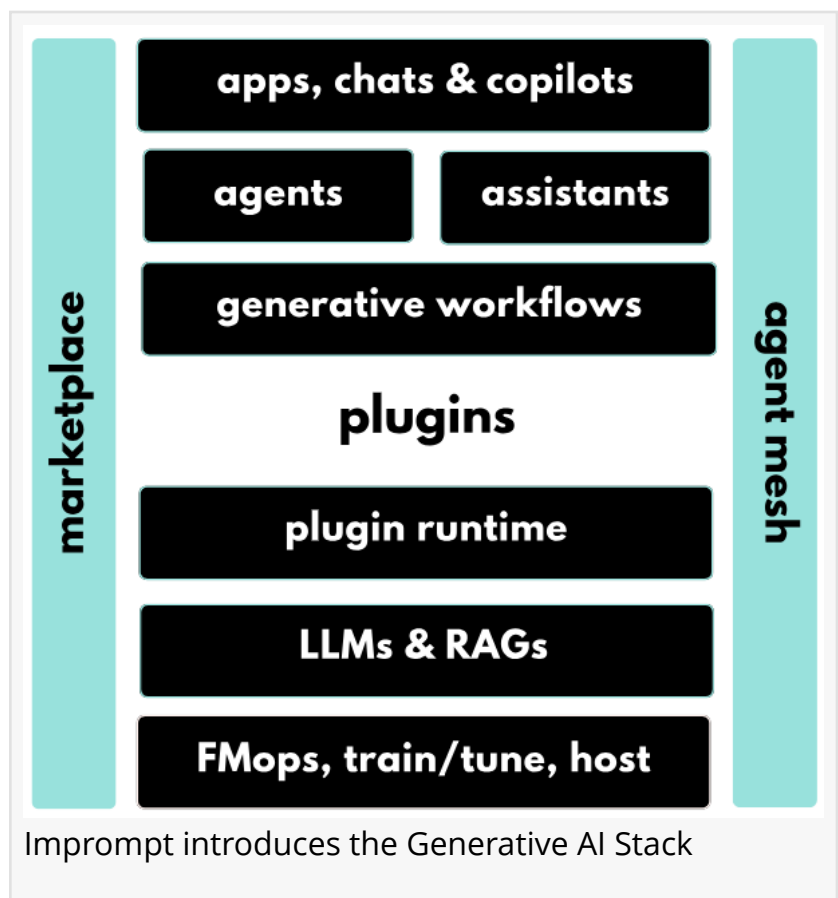 marketplace
apps, chats & copilots
agents
assistants
generative workflows
plugins
plugin runtime
LLMs & RAGs
FMops, train/tune, host
agent mesh
Imprompt introduces the Generative AI Stack